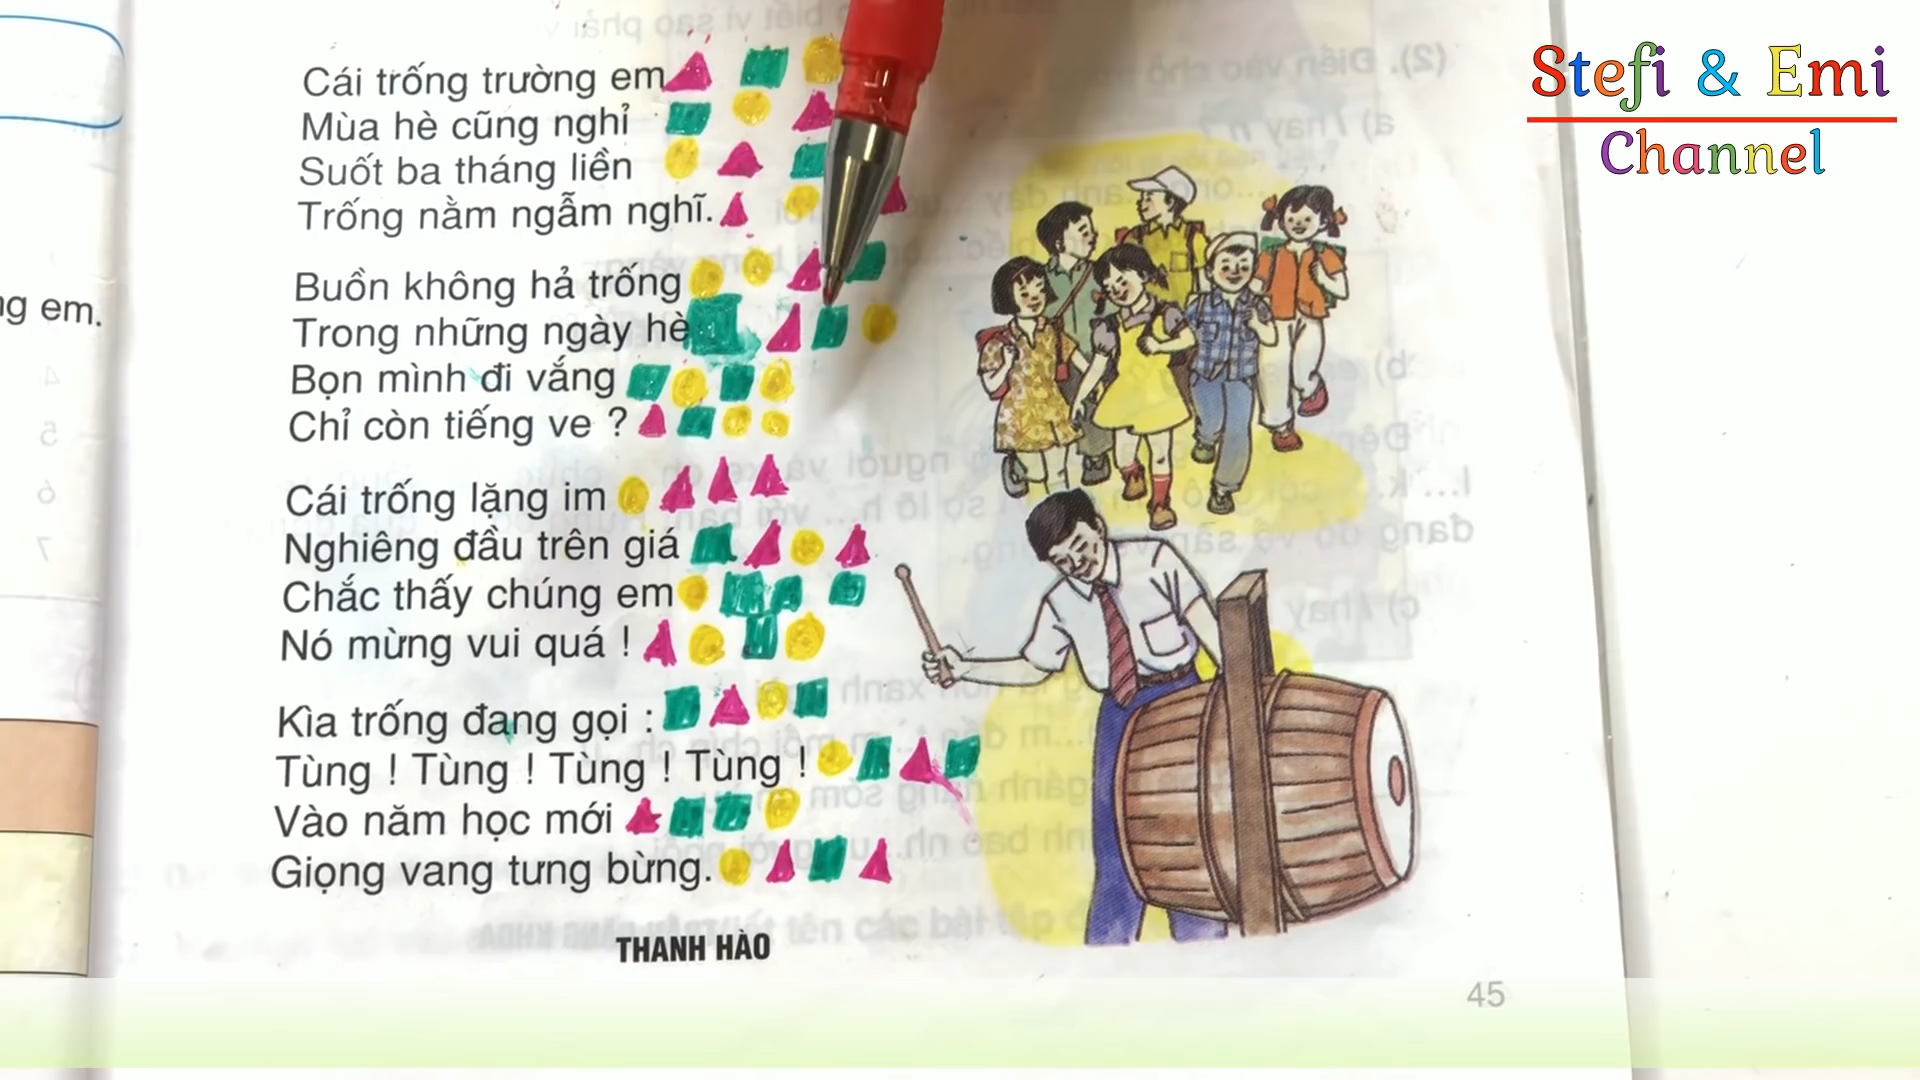 Stefi & Emi
Channel
Cái trống trường em
Mùa hè cũng nghỉ
Suốt ba tháng liền
Trống nằm ngẫm nghĩ.
Buồn không hả trống
Trong những ngày hè
Bọn mình đi vắng
Chỉ còn tiếng ve ?
Cái trống lặng im
Nghiêng đầu trên giá
Chắc thấy chúng em
Nó mừng vui quá !
Kìa trống đang gọi :
Tùng ! Tùng ! Tùng ! Tùng !
Vào năm học mới
Giọng vang tưng bừng.
THANH HÀO
45
em.